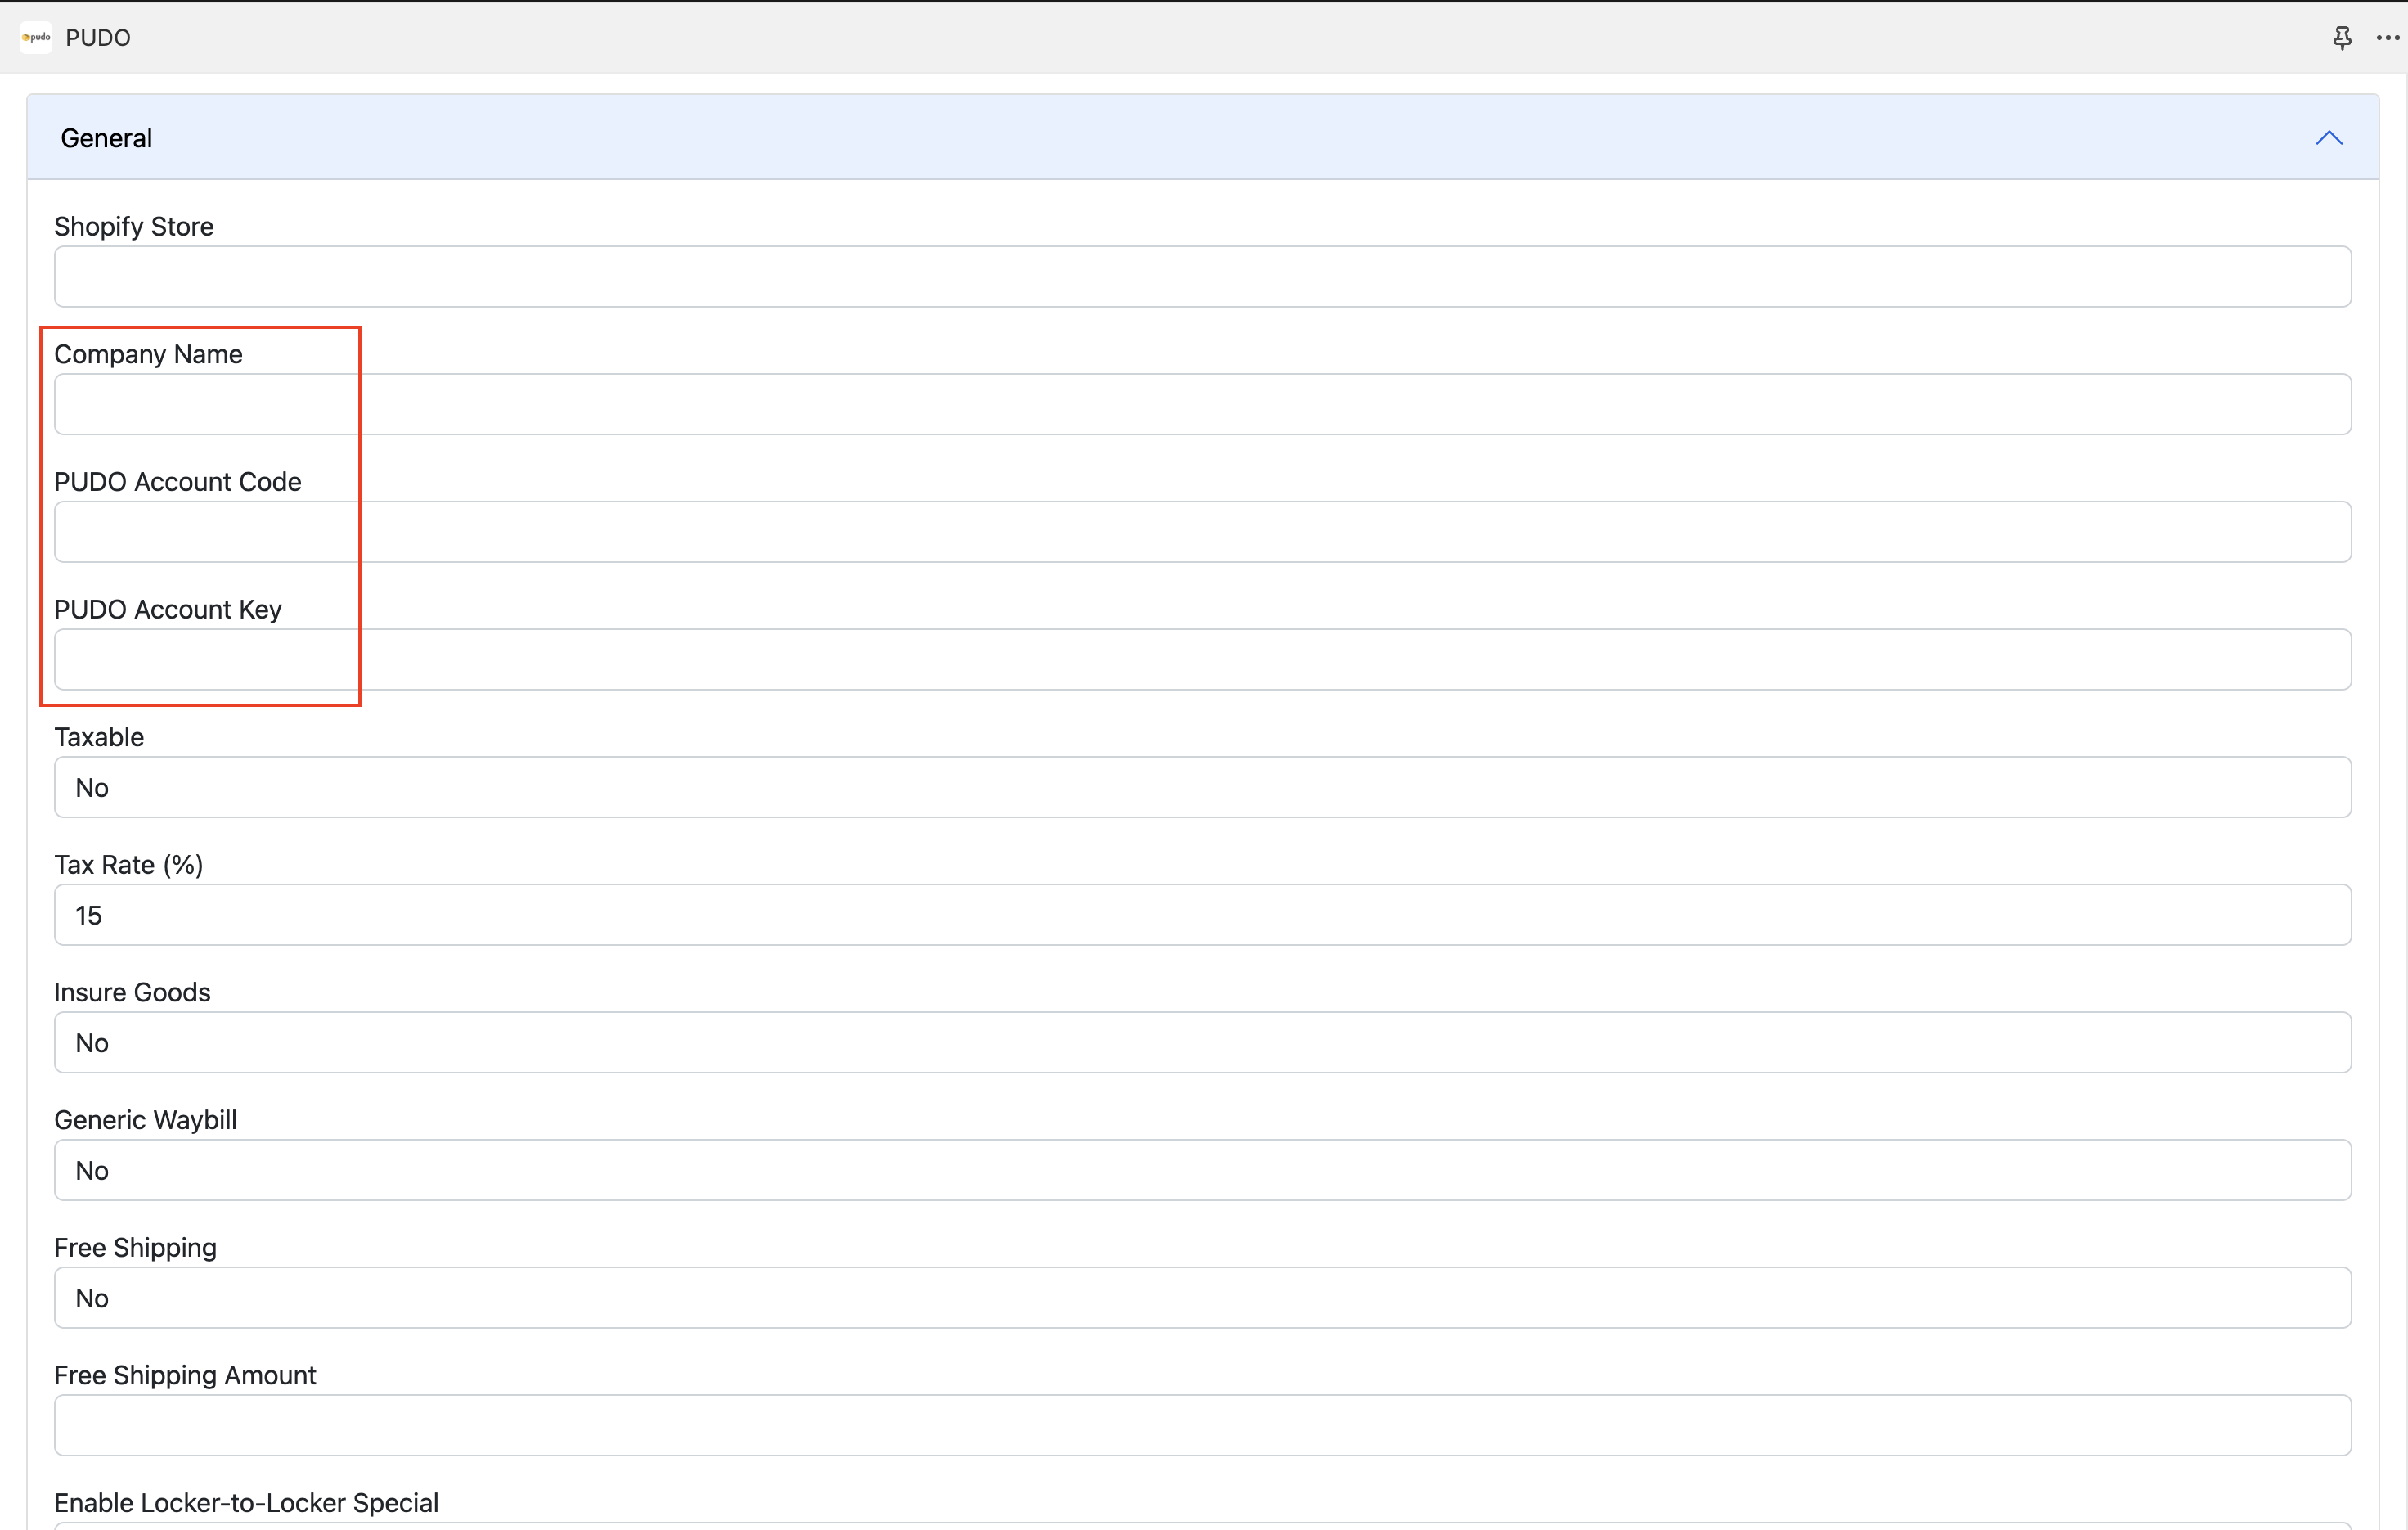 pudo PUDO
General
Shopify Store
Company Name
PUDO Account Code
PUDO Account Key
Taxable
No
Tax Rate (%)
15
Insure Goods
No
Generic Waybill
No
Free Shipping
No
Free Shipping Amount
Enable Locker-to-Locker Special